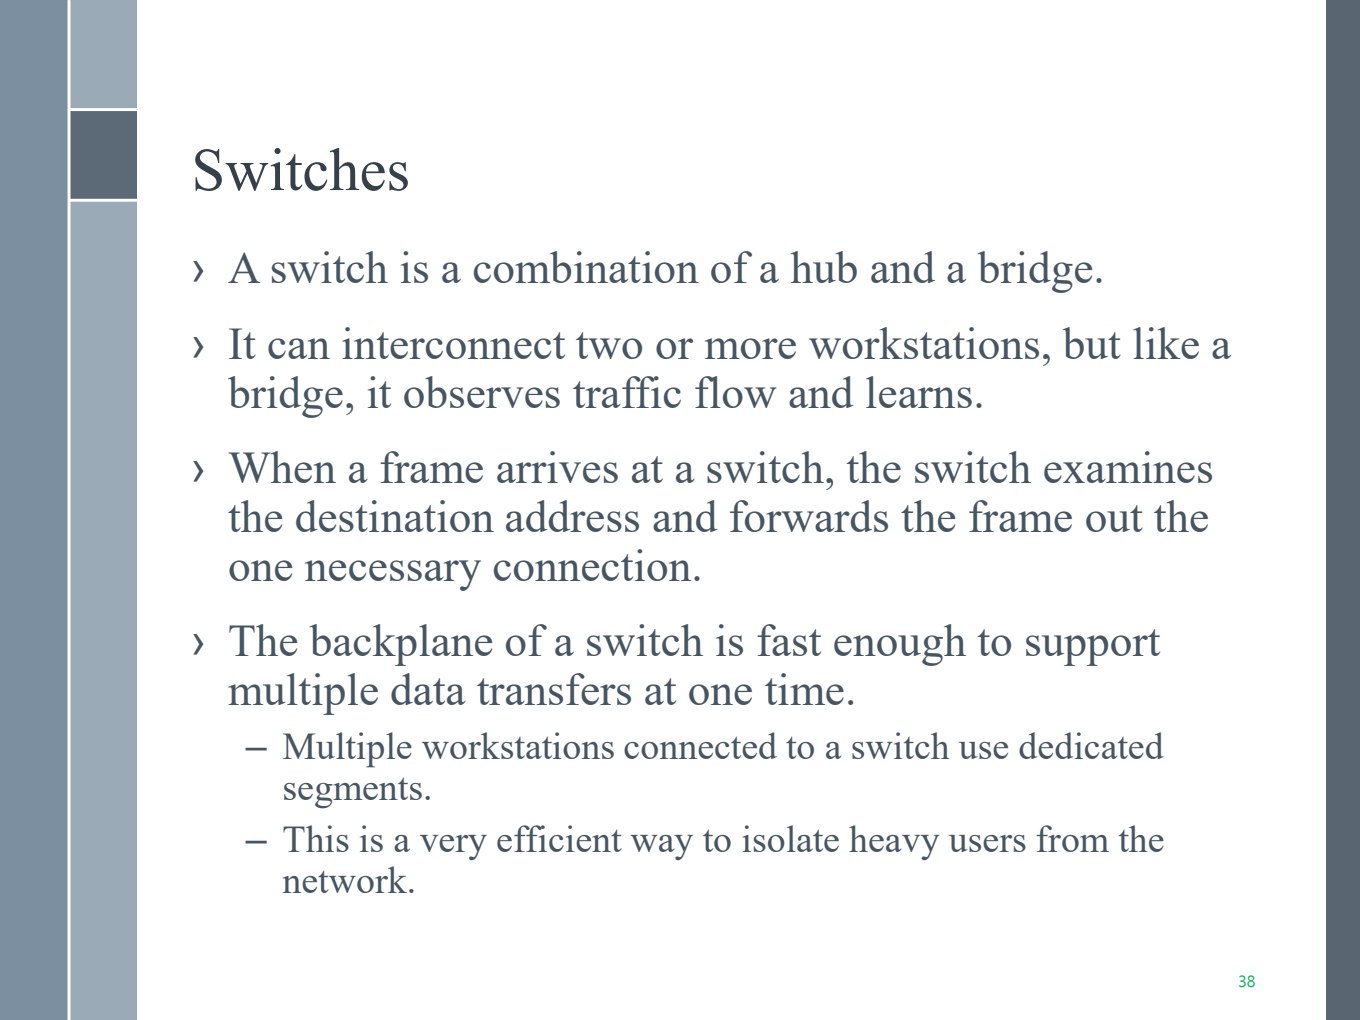 Switches
› A switch is a combination of a hub and a bridge.
› It can interconnect two or more workstations, but like a
bridge, it observes traffic flow and learns.
› When a frame arrives at a switch, the switch examines
the destination address and forwards the frame out the
one necessary connection.
› The backplane of a switch is fast enough to support
multiple data transfers at one time.
– Multiple workstations connected to a switch use dedicated
segments.
– This is a very efficient way to isolate heavy users from the
network.
38